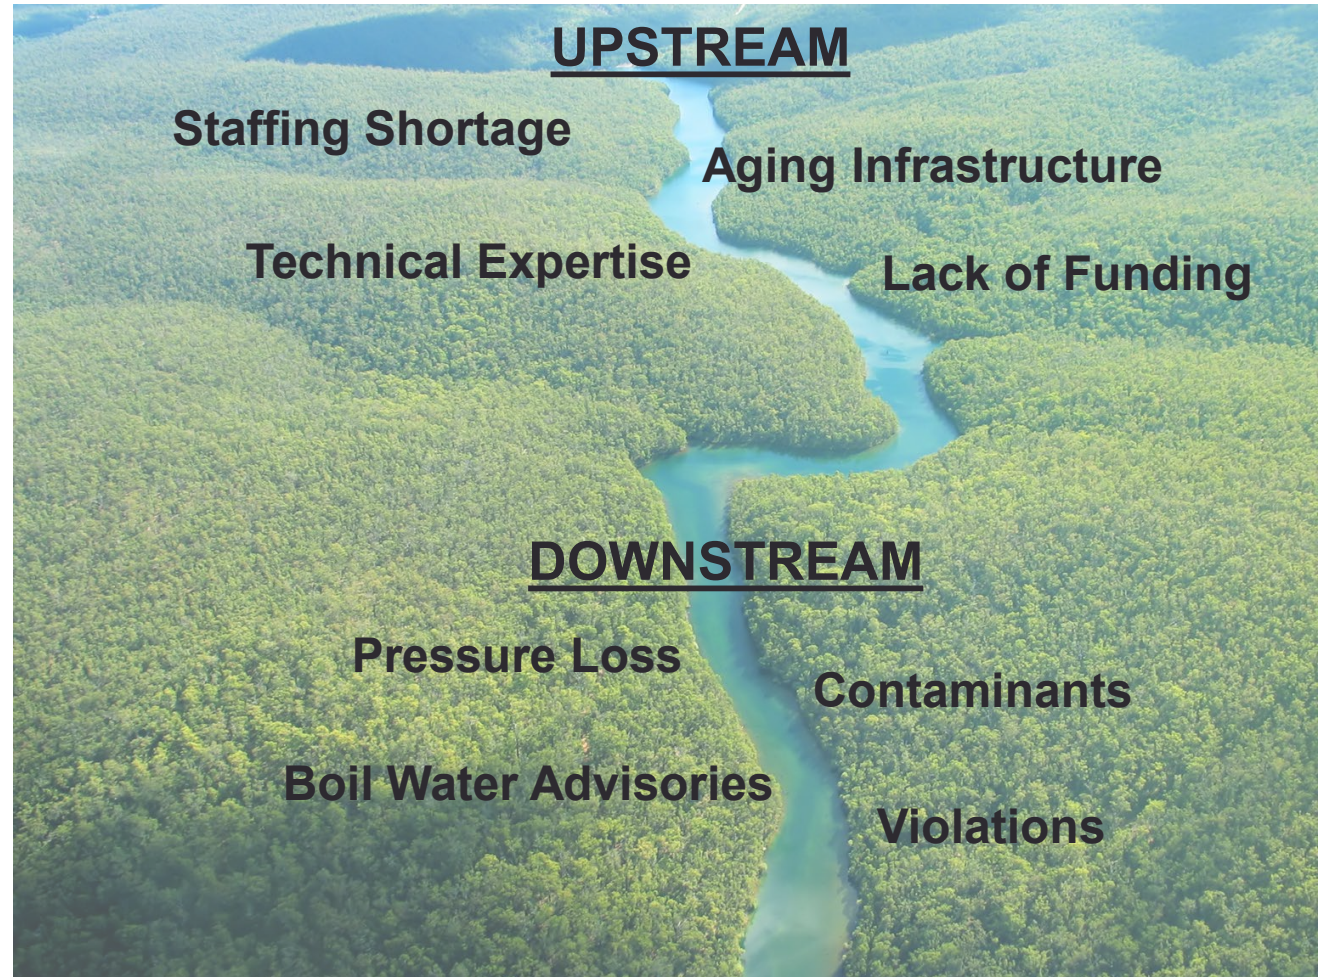 UPSTREAM
Staffing Shortage
Aging Infrastructure
Technical Expertise
Lack of Funding
DOWNSTREAM
Pressure Loss
Contaminants
Boil Water Advisories
Violations